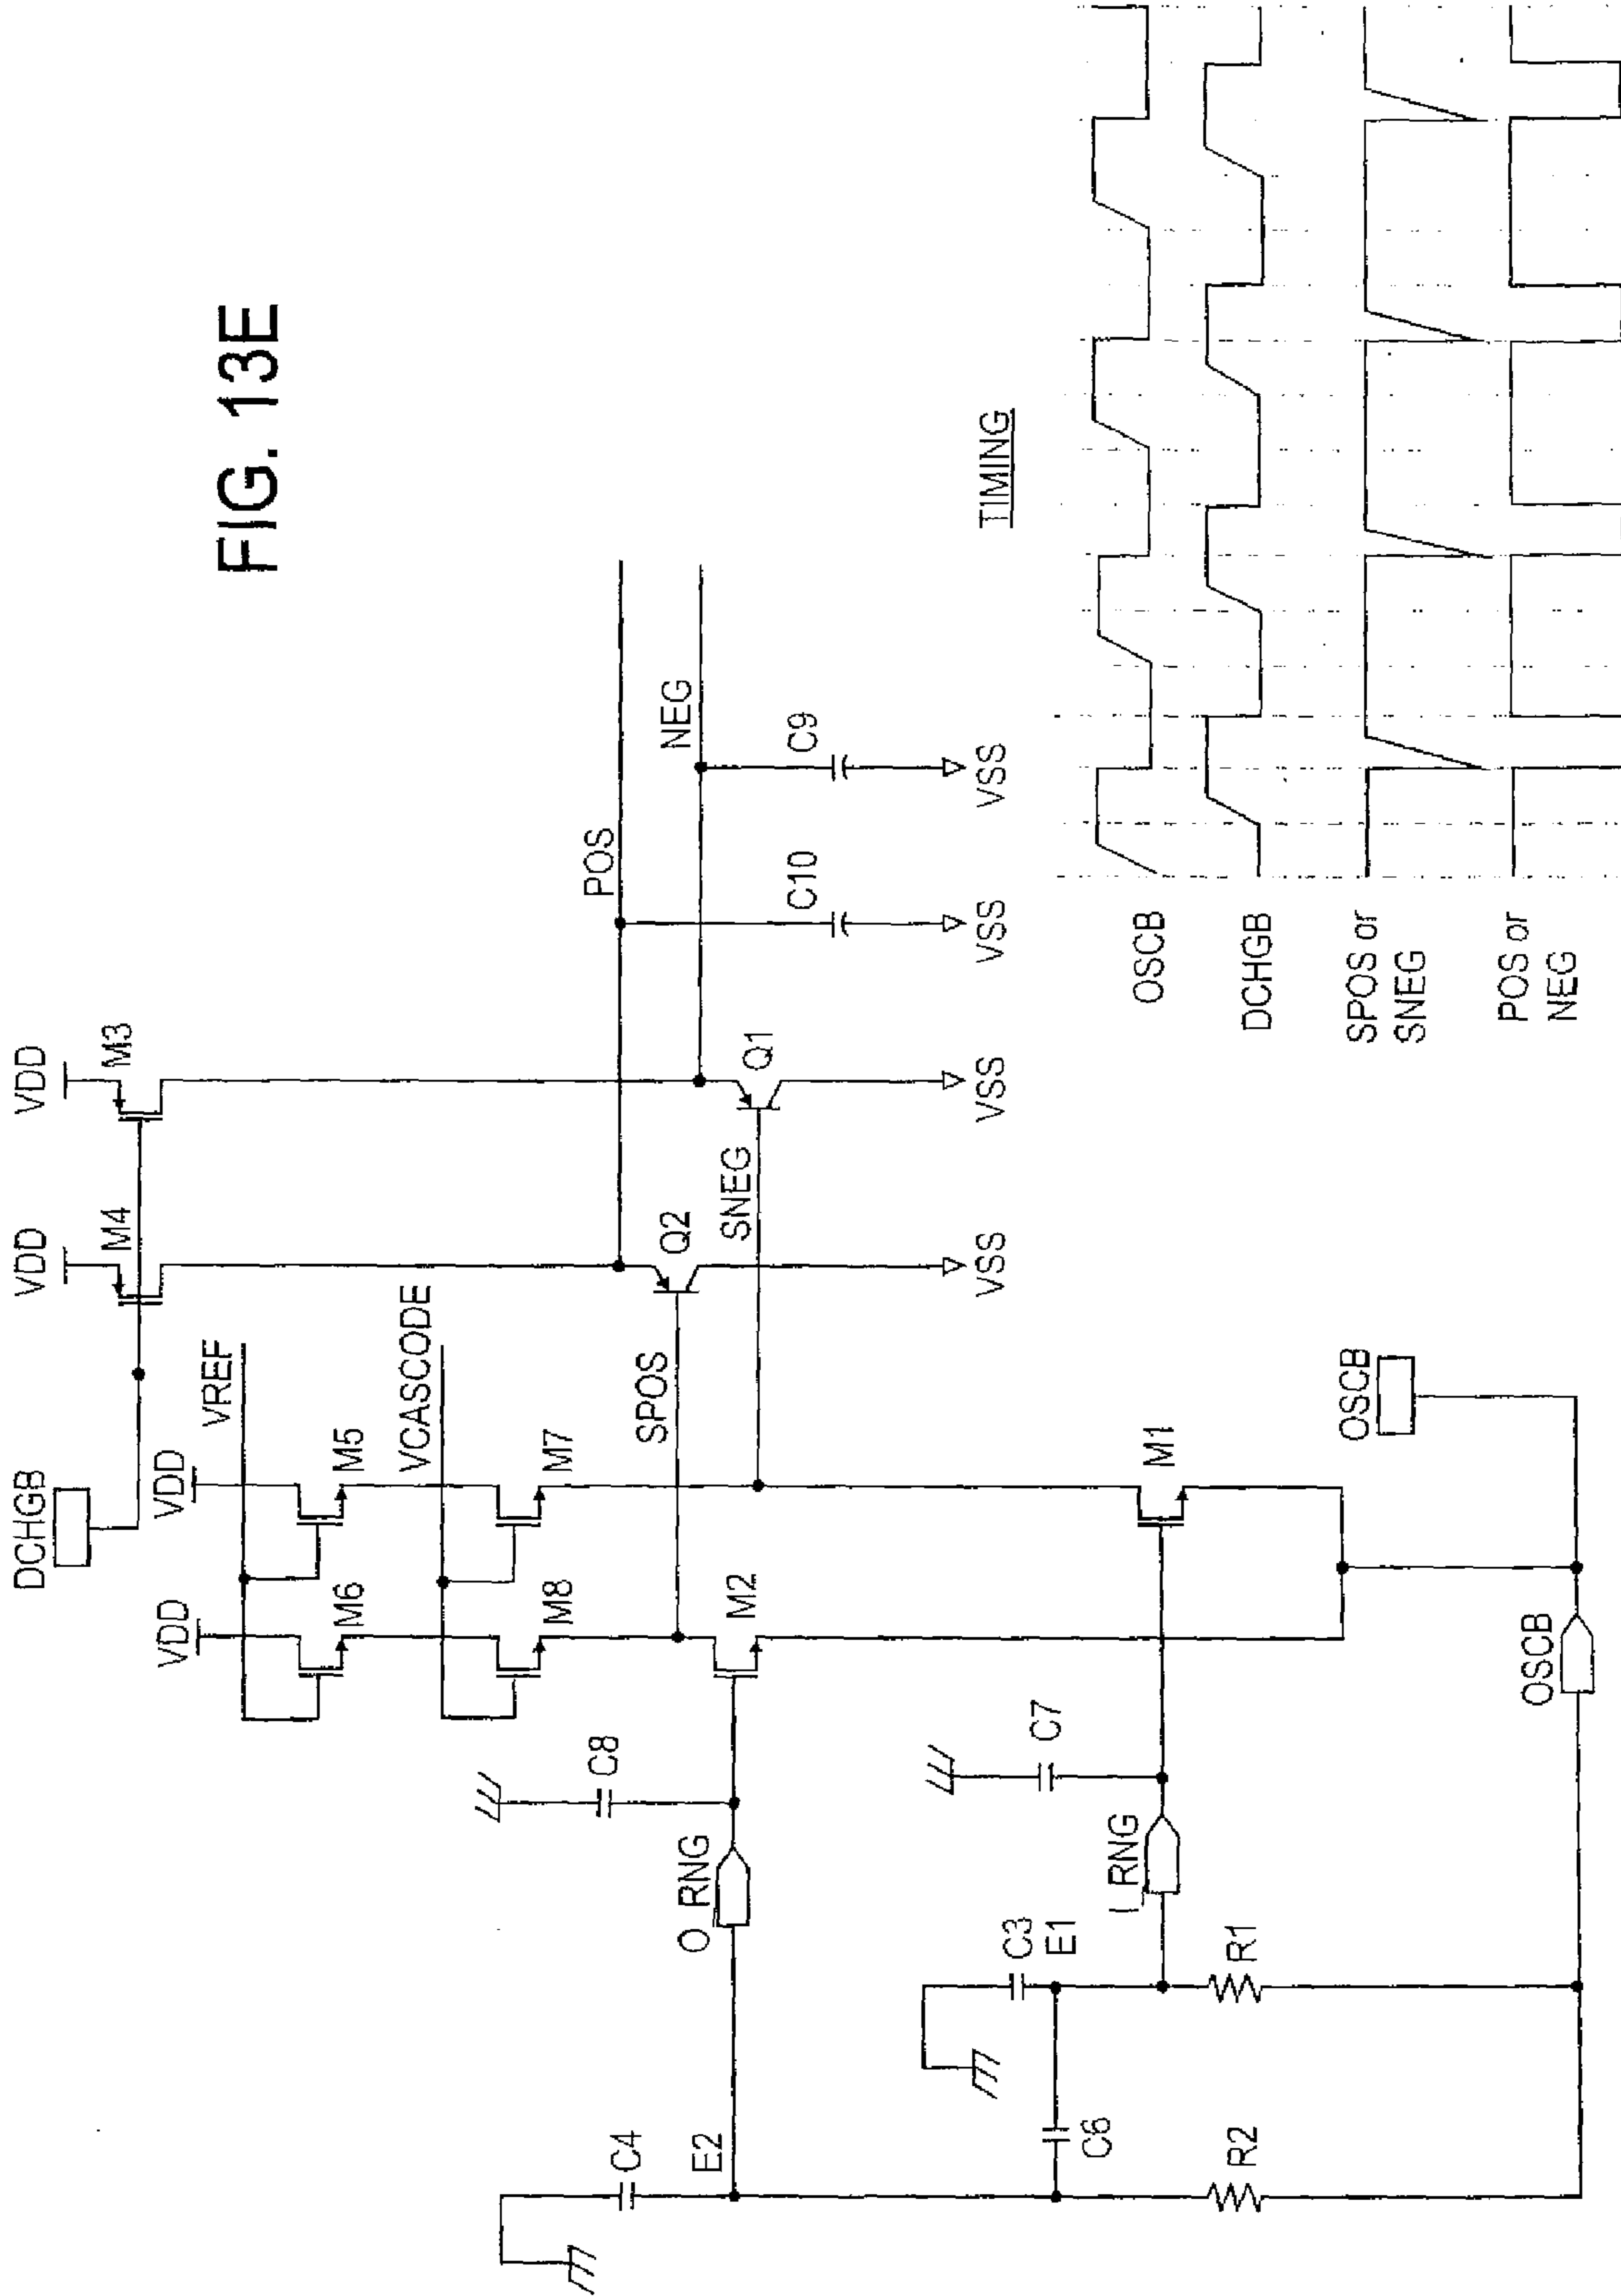 FIG. 13E
DCHGB
VDD
M4
VDD
M3
VDD
M6
VDD
M5
VREF
VCASCODE
M8
M7
SPOS
Q2
SNEG
Q1
POS
NEG
C10
C9
VSS
VSS
VSS
VSS
C4
E2
O_RNG
C8
M2
C6
C3
E1
I_RNG
C7
M1
R2
R1
OSCB
OSCB
TIMING
OSCB
DCHGB
SPOS or
SNEG
POS or
NEG